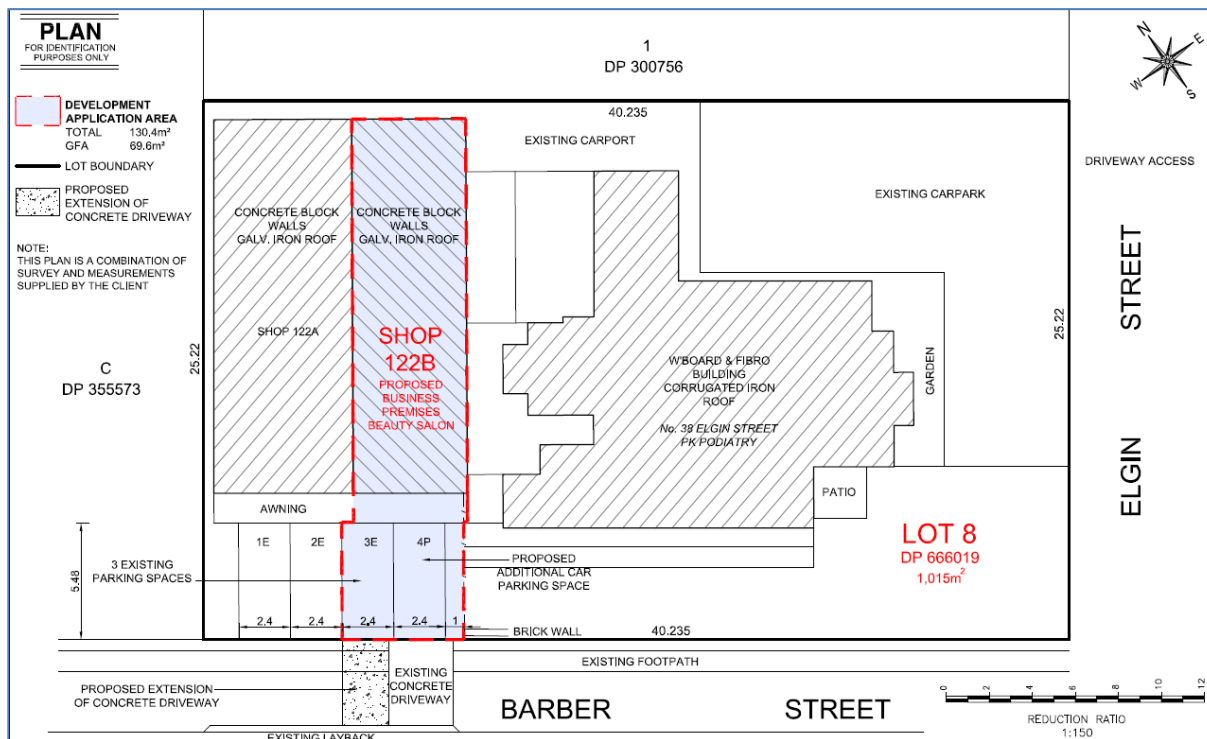 PLAN
FOR IDENTIFICATION
PURPOSES ONLY
DEVELOPMENT
APPLICATION AREA
TOTAL 130.4m²
GFA 69.6m²
LOT BOUNDARY
PROPOSED
EXTENSION OF
CONCRETE DRIVEWAY
NOTE:
THIS PLAN IS A COMBINATION OF
SURVEY AND MEASUREMENTS
SUPPLIED BY THE CLIENT
1
DP 300756
N
E
W
S
40.235
EXISTING CARPORT
DRIVEWAY ACCESS
EXISTING CARPARK
CONCRETE BLOCK
WALLS
GALV. IRON ROOF
CONCRETE BLOCK
WALLS
GALV. IRON ROOF
SHOP 122A
SHOP
122B
PROPOSED
BUSINESS
PREMISES
BEAUTY SALON
C
DP 355573
25.22
W'BOARD & FIBRO
BUILDING
CORRUGATED IRON
ROOF
No. 38 ELGIN STREET
PK PODIATRY
GARDEN
25.22
ELGIN STREET
PATIO
LOT 8
DP 666019
1,015m²
AWNING
1E 2E 3E 4P
3 EXISTING
PARKING SPACES
PROPOSED
ADDITIONAL CAR
PARKING SPACE
5.48
2.4 2.4 2.4 2.4 1
BRICK WALL
40.235
EXISTING FOOTPATH
PROPOSED EXTENSION
OF CONCRETE DRIVEWAY
EXISTING
CONCRETE
DRIVEWAY
BARBER STREET
EXISTING LAYBACK
0 2 4 6 8 10 12
REDUCTION RATIO
1:150